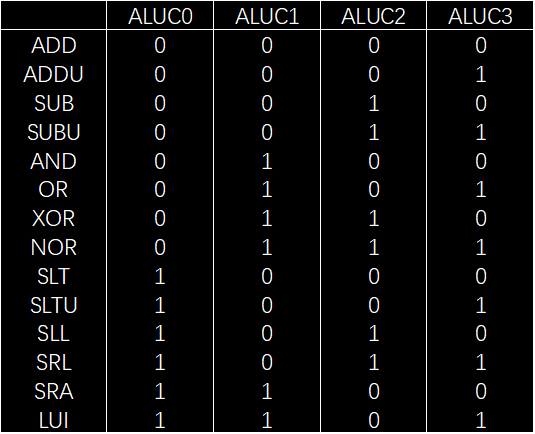 ALUC0 ALUC1 ALUC2 ALUC3
ADD 0 0 0 0
ADDU 0 0 0 1
SUB 0 0 1 0
SUBU 0 0 1 1
AND 0 1 0 0
OR 0 1 0 1
XOR 0 1 1 0
NOR 0 1 1 1
SLT 1 0 0 0
SLTU 1 0 0 1
SLL 1 0 1 0
SRL 1 0 1 1
SRA 1 1 0 0
LUI 1 1 0 1